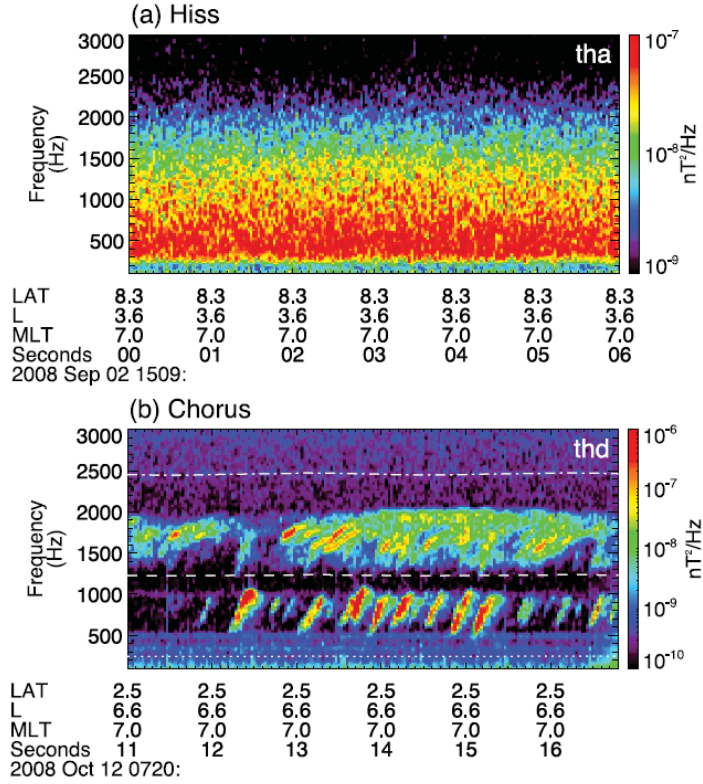 (a) Hiss
3000
2500
2000
1500
1000
500
Frequency
(Hz)
tha
10-7
10-8
10-9
nT²/Hz
LAT 8.3 8.3 8.3 8.3 8.3 8.3 8.3
L 3.6 3.6 3.6 3.6 3.6 3.6 3.6
MLT 7.0 7.0 7.0 7.0 7.0 7.0 7.0
Seconds 00 01 02 03 04 05 06
2008 Sep 02 1509:
(b) Chorus
3000
2500
2000
1500
1000
500
Frequency
(Hz)
thd
10-6
10-7
10-8
10-9
10-10
nT²/Hz
LAT 2.5 2.5 2.5 2.5 2.5 2.5
L 6.6 6.6 6.6 6.6 6.6 6.6
MLT 7.0 7.0 7.0 7.0 7.0 7.0
Seconds 11 12 13 14 15 16
2008 Oct 12 0720: